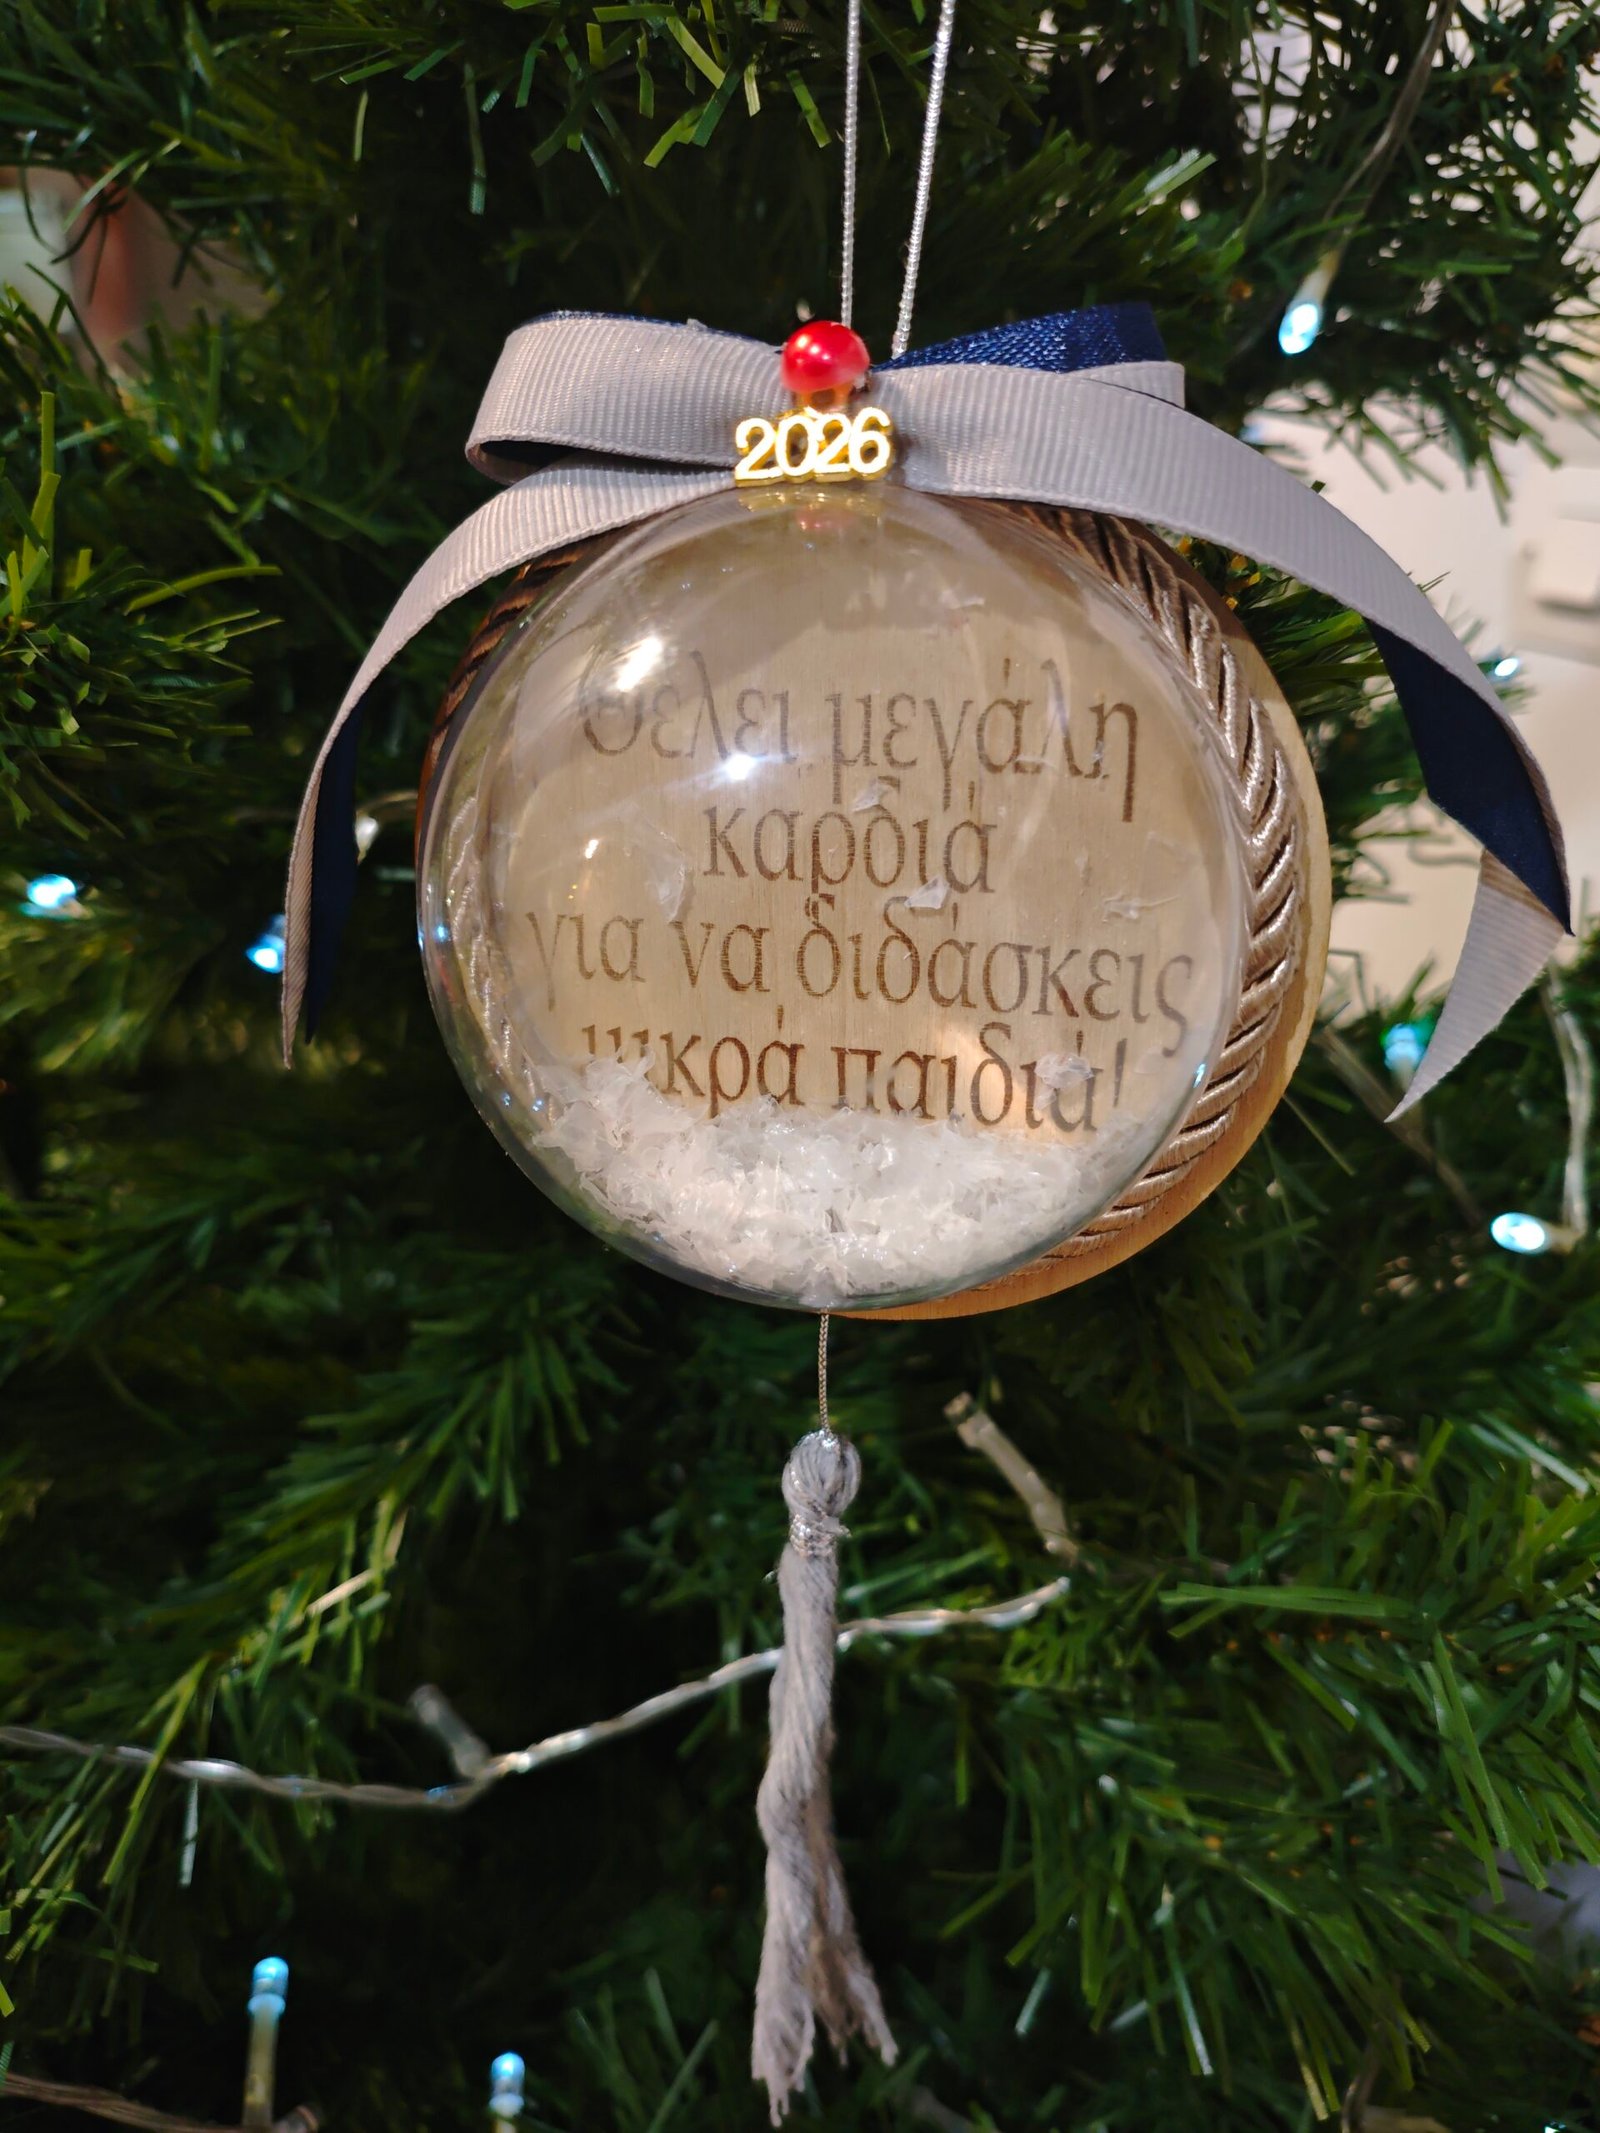 2026
Θέλει μεγάλη
καρδιά
για να διδάσκεις
μικρά παιδιά!